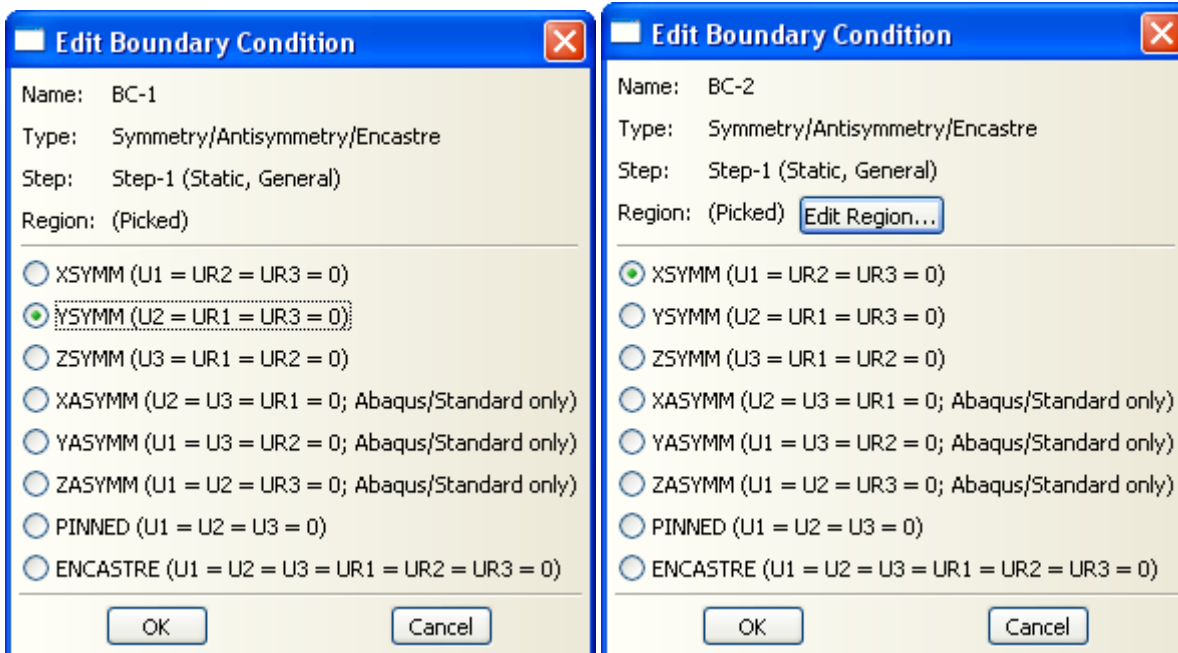 Edit Boundary Condition
Name: BC-1
Type: Symmetry/Antisymmetry/Encastre
Step: Step-1 (Static, General)
Region: (Picked)
XSYMM (U1 = UR2 = UR3 = 0)
YSYMM (U2 = UR1 = UR3 = 0)
ZSYMM (U3 = UR1 = UR2 = 0)
XASYMM (U2 = U3 = UR1 = 0; Abaqus/Standard only)
YASYMM (U1 = U3 = UR2 = 0; Abaqus/Standard only)
ZASYMM (U1 = U2 = UR3 = 0; Abaqus/Standard only)
PINNED (U1 = U2 = U3 = 0)
ENCASTRE (U1 = U2 = U3 = UR1 = UR2 = UR3 = 0)
OK Cancel
Edit Boundary Condition
Name: BC-2
Type: Symmetry/Antisymmetry/Encastre
Step: Step-1 (Static, General)
Region: (Picked) Edit Region...
XSYMM (U1 = UR2 = UR3 = 0)
YSYMM (U2 = UR1 = UR3 = 0)
ZSYMM (U3 = UR1 = UR2 = 0)
XASYMM (U2 = U3 = UR1 = 0; Abaqus/Standard only)
YASYMM (U1 = U3 = UR2 = 0; Abaqus/Standard only)
ZASYMM (U1 = U2 = UR3 = 0; Abaqus/Standard only)
PINNED (U1 = U2 = U3 = 0)
ENCASTRE (U1 = U2 = U3 = UR1 = UR2 = UR3 = 0)
OK Cancel